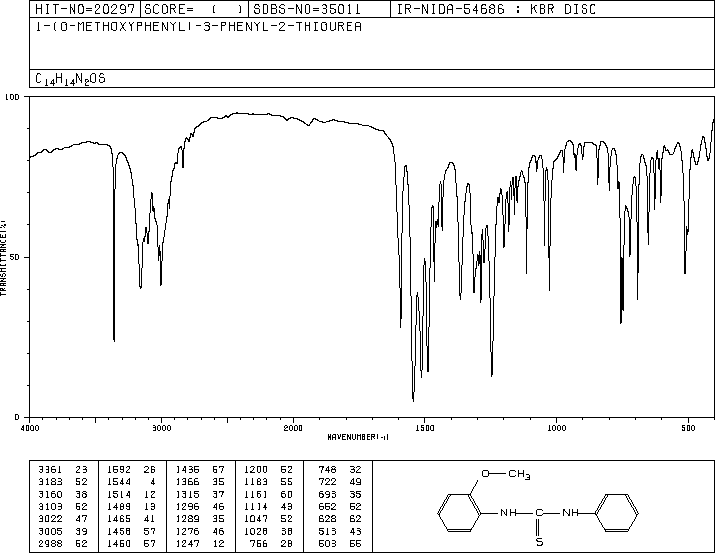 HIT-NO=20297 SCORE= ( ) SDBS-NO=35011 IR-NIDA-54686 : KBR DISC
1-(O-METHOXYPHENYL)-3-PHENYL-2-THIOUREA
C14H14N2OS
100
50
0
TRANSMITTANCE(%)
4000 3000 2000 1500 1000 500
WAVENUMBER(-1)
3361 23 1592 26 1436 57 1200 52 748 32
3183 52 1544 4 1366 35 1183 55 722 49
3160 38 1514 12 1315 37 1161 60 693 35
3103 52 1489 13 1296 46 1114 43 652 52
3022 47 1465 41 1289 35 1047 52 628 62
3005 39 1458 57 1276 46 1028 38 513 43
2988 62 1450 57 1247 12 756 28 503 55
O CH3
NH C NH
S